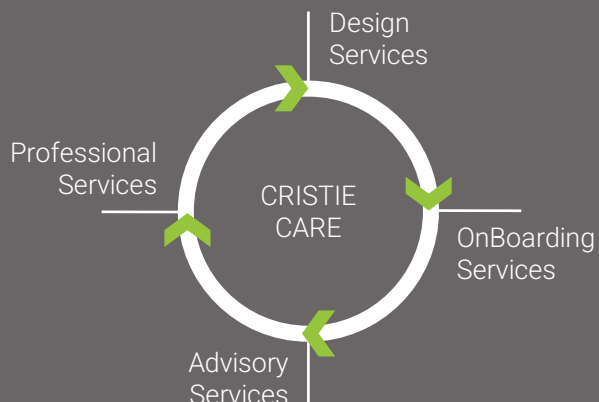 Design
Services
Professional
Services
CRISTIE
CARE
OnBoarding
Services
Advisory
Services